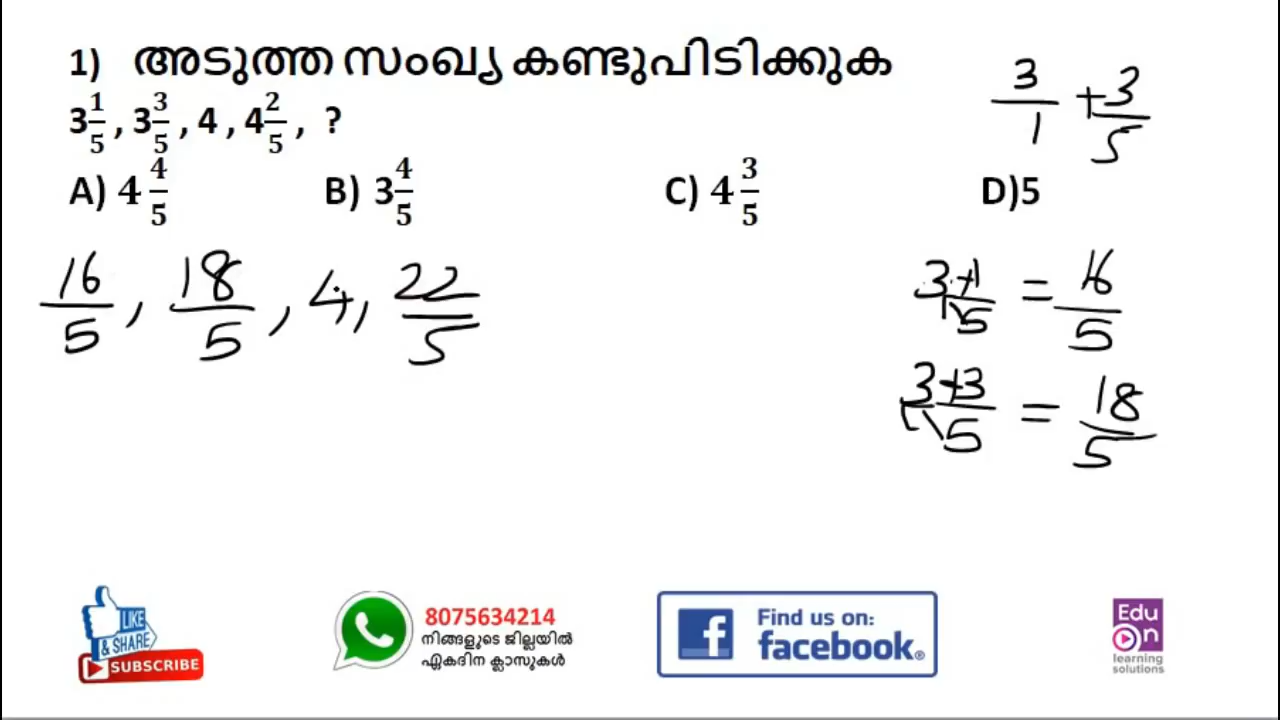 1) അടുത്ത സംഖ്യ കണ്ടുപിടിക്കുക
3 1/5 , 3 3/5 , 4 , 4 2/5 , ?
A) 4 4/5 B) 3 4/5 C) 4 3/5 D)5
3/1 + 3/5
16/5 , 18/5 , 4 , 22/5
3+1/5 = 16/5
3+3/5 = 18/5
LIKE
& SHARE
SUBSCRIBE
8075634214
നിങ്ങളുടെ ജില്ലയിൽ
ഏകദിന ക്ലാസുകൾ
f Find us on:
facebook®
Edu
On
learning
solutions